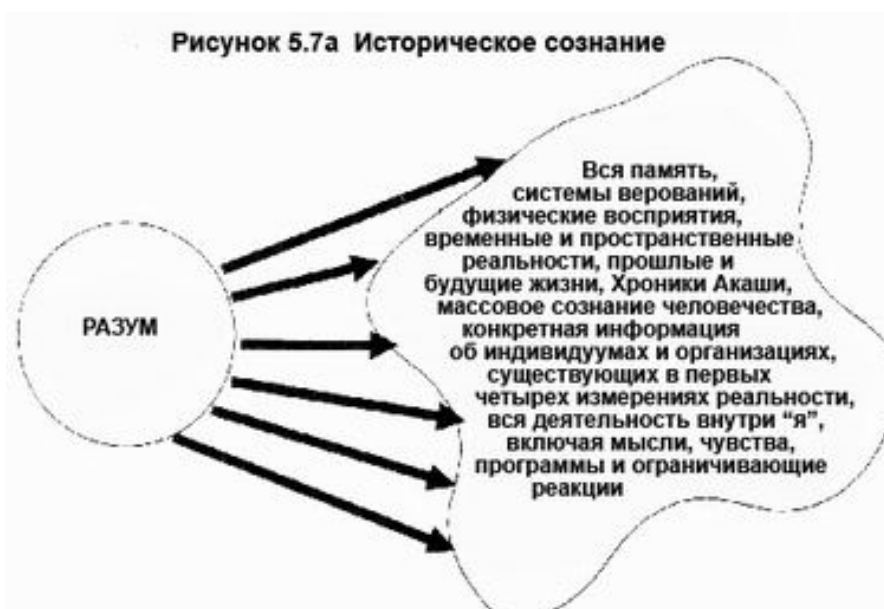 Рисунок 5.7а Историческое сознание
РАЗУМ
Вся память,
системы верований,
физические восприятия,
временные и пространственные
реальности, прошлые и
будущие жизни, Хроники Акаши,
массовое сознание человечества,
конкретная информация
об индивидуумах и организациях,
существующих в первых
четырех измерениях реальности,
вся деятельность внутри “я”,
включая мысли, чувства,
программы и ограничивающие
реакции